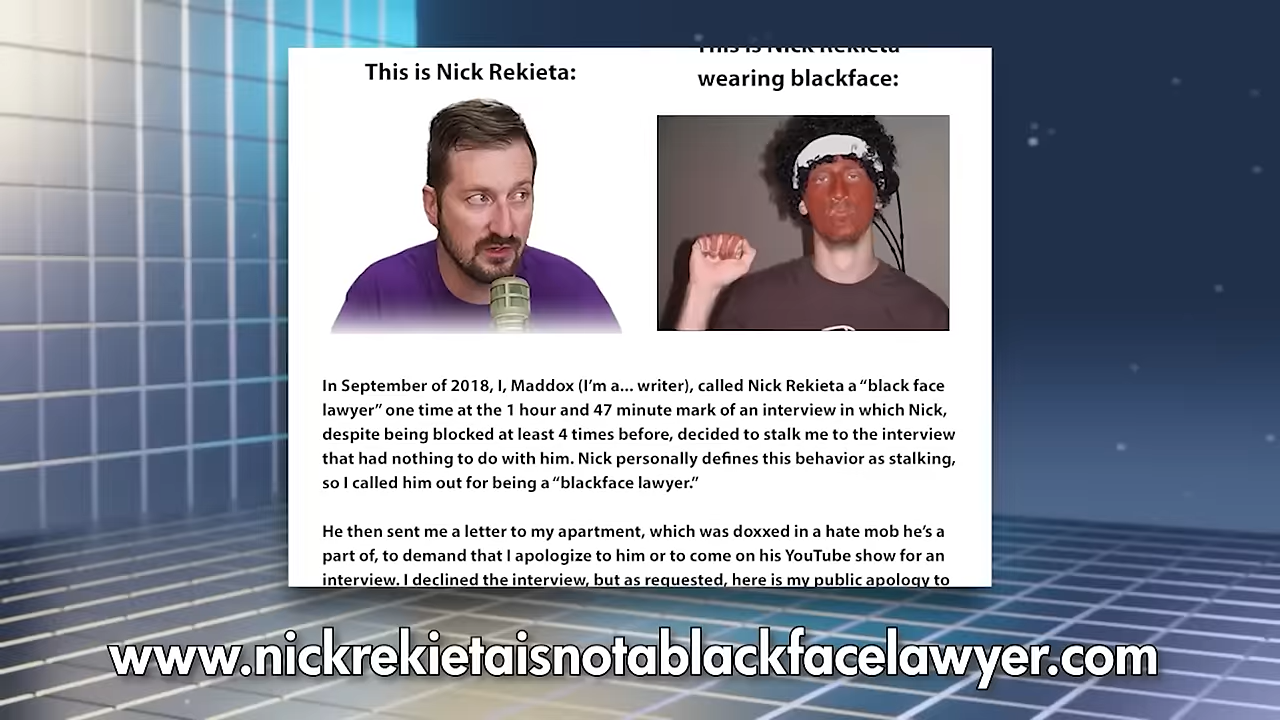 This is Nick Rekieta:
This is Nick Rekieta
wearing blackface:
In September of 2018, I, Maddox (I’m a... writer), called Nick Rekieta a “black face
lawyer” one time at the 1 hour and 47 minute mark of an interview in which Nick,
despite being blocked at least 4 times before, decided to stalk me to the interview
that had nothing to do with him. Nick personally defines this behavior as stalking,
so I called him out for being a “blackface lawyer.”
He then sent me a letter to my apartment, which was doxxed in a hate mob he’s a
part of, to demand that I apologize to him or to come on his YouTube show for an
interview. I declined the interview, but as requested, here is my public apology to
www.nickrekietaisnotablackfacelawyer.com